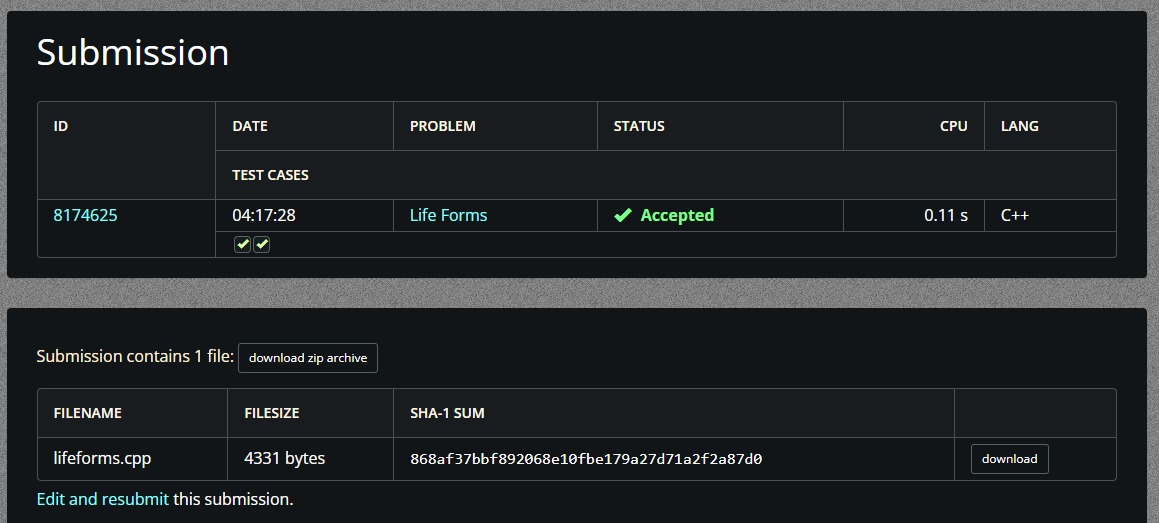 Submission
ID DATE PROBLEM STATUS CPU LANG
TEST CASES
8174625 04:17:28 Life Forms Accepted 0.11 s C++
Submission contains 1 file: download zip archive
FILENAME FILESIZE SHA-1 SUM
lifeforms.cpp 4331 bytes 868af37bbf892068e10fbe179a27d71a2f2a87d0 download
Edit and resubmit this submission.